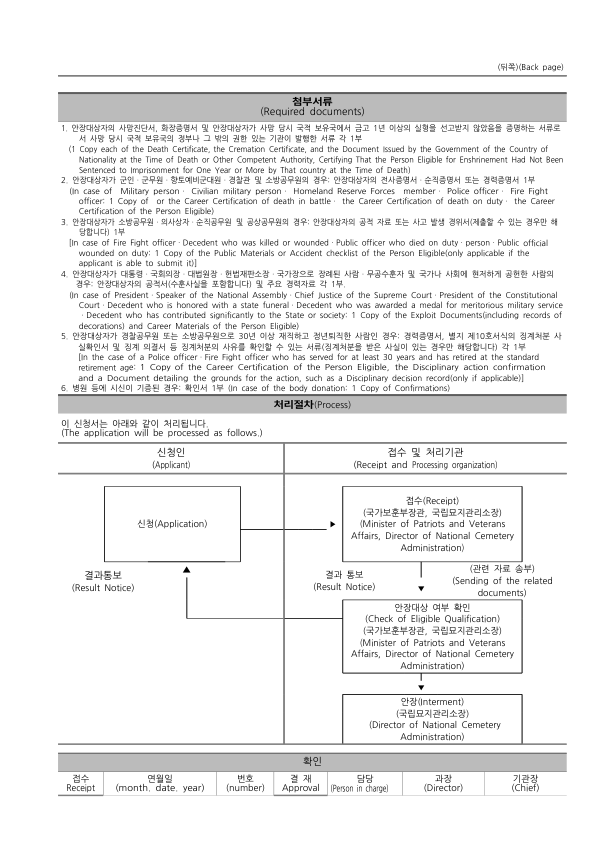 (뒤쪽)(Back page)
첨부서류
(Required documents)
1. 안장대상자의 사망진단서, 화장증명서 및 안장대상자가 사망 당시 국적 보유국에서 금고 1년 이상의 실형을 선고받지 않았음을 증명하는 서류로
서 사망 당시 국적 보유국의 정부나 그 밖의 권한 있는 기관이 발행한 서류 각 1부
(1 Copy each of the Death Certificate, the Cremation Certificate, and the Document Issued by the Government of the Country of
Nationality at the Time of Death or Other Competent Authority, Certifying That the Person Eligible for Enshrinement Had Not Been
Sentenced to Imprisonment for One Year or More by That country at the Time of Death)
2. 안장대상자가 군인ㆍ군무원ㆍ향토예비군대원ㆍ경찰관 및 소방공무원의 경우: 안장대상자의 전사증명서ㆍ순직증명서 또는 경력증명서 1부
(In case of Military personㆍ Civilian military personㆍ Homeland Reserve Forces memberㆍ Police officerㆍ Fire Fight
officer: 1 Copy of or the Career Certification of death in battleㆍ the the Career Certification of death on dutyㆍ the Career
Certification of the Person Eligible)
3. 안장대상자가 소방공무원ㆍ의사상자ㆍ순직공무원 및 공상공무원의 경우: 안장대상자의 공적 자료 또는 사고 발생 경위서(제출할 수 있는 경우만 해
당합니다) 1부
[In case of Fire Fight officerㆍDecedent who was killed or woundedㆍPublic officer who died on dutyㆍpersonㆍPublic official
wounded on duty: 1 Copy of the Public Materials or Accident checklist of the Person Eligible(only applicable if the
applicant is able to submit it)]
4. 안장대상자가 대통령ㆍ국회의장ㆍ대법원장ㆍ헌법재판소장ㆍ국가장으로 장례된 사람ㆍ무공수훈자 및 국가나 사회에 현저하게 공헌한 사람의
경우: 안장대상자의 공적서(수훈사실을 포함합니다) 및 주요 경력자료 각 1부.
(In case of PresidentㆍSpeaker of the National AssemblyㆍChief Justice of the Supreme CourtㆍPresident of the Constitutional
CourtㆍDecedent who is honored with a state funeralㆍDecedent who was awarded a medal for meritorious military service
ㆍDecedent who has contributed significantly to the State or society: 1 Copy of the Exploit Documents(including records of
decorations) and Career Materials of the Person Eligible)
5. 안장대상자가 경찰공무원 또는 소방공무원으로 30년 이상 재직하고 정년퇴직한 사람인 경우: 경력증명서, 별지 제10호서식의 징계처분 사
실확인서 및 징계 의결서 등 징계처분의 사유를 확인할 수 있는 서류(징계처분을 받은 사실이 있는 경우만 해당합니다) 각 1부
[In the case of a Police officerㆍFire Fight officer who has served for at least 30 years and has retired at the standard
retirement age: 1 Copy of the Career Certification of the Person Eligible, the Disciplinary action confirmation
and a Document detailing the grounds for the action, such as a Disciplinary decision record(only if applicable)]
6. 병원 등에 시신이 기증된 경우: 확인서 1부 (In case of the body donation: 1 Copy of Confirmations)
처리절차(Process)
이 신청서는 아래와 같이 처리됩니다.
(The application will be processed as follows.)
신청인
(Applicant)
접수 및 처리기관
(Receipt and Processing organization)
신청(Application)
접수(Receipt)
(국가보훈부장관, 국립묘지관리소장)
(Minister of Patriots and Veterans
Affairs, Director of National Cemetery
Administration)
결과통보
(Result Notice)
결과 통보
(Result Notice)
(관련 자료 송부)
(Sending of the related
documents)
안장대상 여부 확인
(Check of Eligible Qualification)
(국가보훈부장관, 국립묘지관리소장)
(Minister of Patriots and Veterans
Affairs, Director of National Cemetery
Administration)
안장(Interment)
(국립묘지관리소장)
(Director of National Cemetery
Administration)
확인
접수
Receipt
연월일
(month, date, year)
번호
(number)
결 재
Approval
담당
(Person in charge)
과장
(Director)
기관장
(Chief)